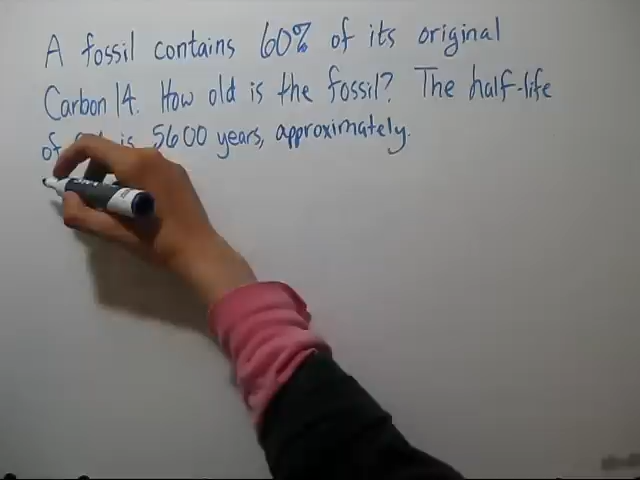 A fossil contains 60% of its original
Carbon 14. How old is the fossil? The half-life
of is 5600 years, approximately.